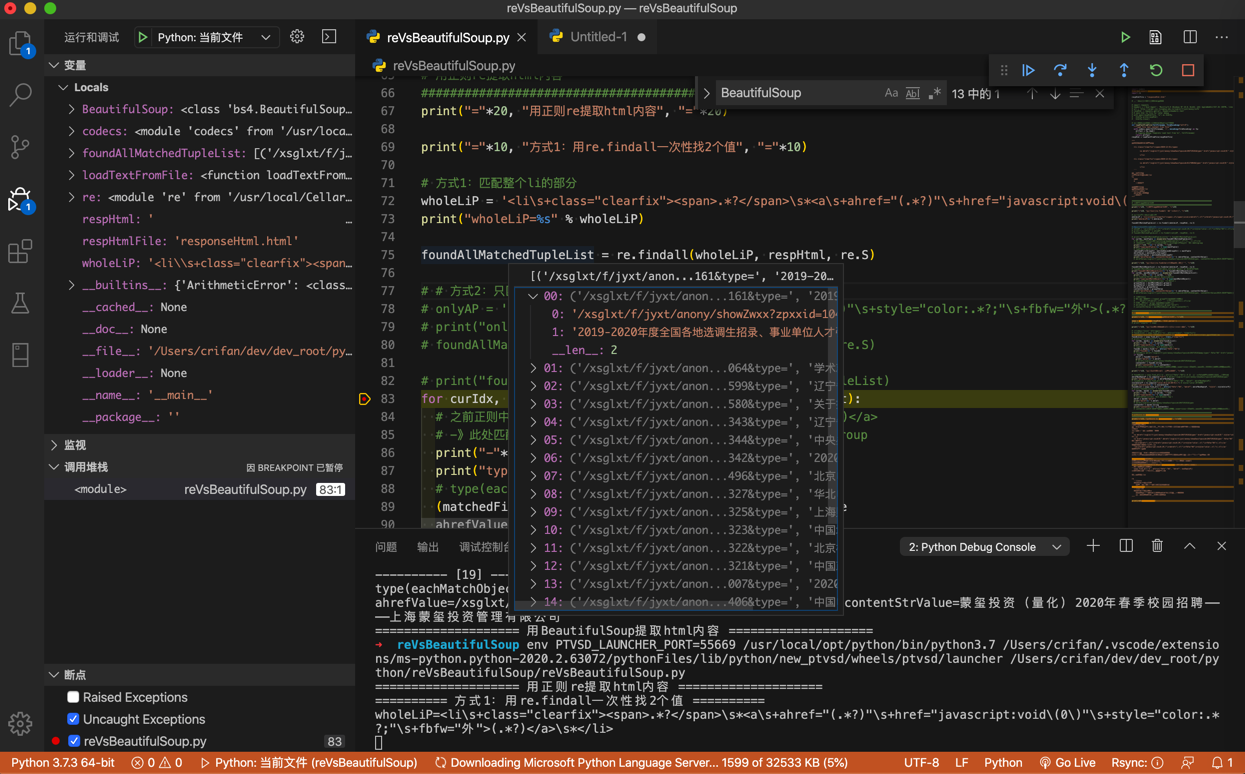 reVsBeautifulSoup.py — reVsBeautifulSoup
运行和调试
Python: 当前文件
reVsBeautifulSoup.py
Untitled-1
reVsBeautifulSoup.py
变量
Locals
BeautifulSoup: <class 'bs4.BeautifulSoup...
codecs: <module 'codecs' from '/usr/loca...
foundAllMatchedTupleList: [('/xsglxt/f/j...
loadTextFromFile: <function loadTextFrom...
re: <module 're' from '/usr/local/Cellar...
respHtml: ' …
respHtmlFile: 'responseHtml.html'
wholeLiP: '<li\\s+class="clearfix"><span...
__builtins__: {'ArithmeticError': <class...
__cached__: None
__doc__: None
__file__: '/Users/crifan/dev/dev_root/py...
__loader__: None
__name__: '__main__'
__package__: ''
监视
调用堆栈
因 BREAKPOINT 已暂停
<module>
reVsBeautifulSoup.py
83:1
断点
Raised Exceptions
Uncaught Exceptions
reVsBeautifulSoup.py
83
BeautifulSoup
Aa
13 中的 1
65 # 用正则re提取html内容
66 ######################################
67 print("="*20, "用正则re提取html内容", "="*20)
68
69 print("="*10, "方式1: 用re.findall一次性找2个值", "="*10)
70
71 # 方式1: 匹配整个li的部分
72 wholeLiP = '<li\s+class="clearfix"><span>.*?</span>\s*<a\s+ahref="(.*?)"\s+href="javascript:void\(
73 print("wholeLiP=%s" % wholeLiP)
74
75 foundAllMatchedTupleList = re.findall(wholeLiP, respHtml, re.S)
76
77 # # 方式2: 只
78 # onlyAP = ' )"\s+style="color:.*?;"\s+fbfw="外">(.*?
79 # print("onl
80 # foundAllMa re.S)
81
82 # print("fou leList)
83 for curIdx, t):
84 # 之前正则中 )</a>
85 # -》此处匹 roup
86 print("-"*
87 print("typ
88 # type(eac
89 (matchedFi e
90 ahrefValue
[('/xsglxt/f/jyxt/anon...161&type=', '2019-20…
00: ('/xsglxt/f/jyxt/anon...161&type=', '2019
0: '/xsglxt/f/jyxt/anony/showZwxx?zpxxid=104
1: '2019-2020年度全国各地选调生招录、事业单位人才
__len__: 2
01: ('/xsglxt/f/jyxt/anon...064&type=', '学术
02: ('/xsglxt/f/jyxt/anon...599&type=', '辽宁
03: ('/xsglxt/f/jyxt/anon...580&type=', '关于
04: ('/xsglxt/f/jyxt/anon...343&type=', '辽宁
05: ('/xsglxt/f/jyxt/anon...344&type=', '中央
06: ('/xsglxt/f/jyxt/anon...342&type=', '2020
07: ('/xsglxt/f/jyxt/anon...496&type=', '北京
08: ('/xsglxt/f/jyxt/anon...327&type=', '华北
09: ('/xsglxt/f/jyxt/anon...325&type=', '上海
10: ('/xsglxt/f/jyxt/anon...323&type=', '中国
11: ('/xsglxt/f/jyxt/anon...322&type=', '北京
12: ('/xsglxt/f/jyxt/anon...321&type=', '中国
13: ('/xsglxt/f/jyxt/anon...007&type=', '2020
14: ('/xsglxt/f/jyxt/anon...406&type=', '中国
问题
输出
调试控制台
2: Python Debug Console
---------- [19] --
type(eachMatchObjec
ahrefValue=/xsglxt/ contentStrValue=蒙玺投资（量化）2020年春季校园招聘—
—上海蒙玺投资管理有限公司
==================== 用BeautifulSoup提取html内容 ====================
➜ reVsBeautifulSoup env PTVSD_LAUNCHER_PORT=55669 /usr/local/opt/python/bin/python3.7 /Users/crifan/.vscode/extensio
ns/ms-python.python-2020.2.63072/pythonFiles/lib/python/new_ptvsd/wheels/ptvsd/launcher /Users/crifan/dev/dev_root/py
thon/reVsBeautifulSoup/reVsBeautifulSoup.py
==================== 用正则re提取html内容 ====================
========== 方式1: 用re.findall一次性找2个值 ==========
wholeLiP=<li\s+class="clearfix"><span>.*?</span>\s*<a\s+ahref="(.*?)"\s+href="javascript:void\(0\)"\s+style="color:.*
?;"\s+fbfw="外">(.*?)</a>\s*</li>
Python 3.7.3 64-bit
0
0
Python: 当前文件 (reVsBeautifulSoup)
Downloading Microsoft Python Language Server... 1599 of 32533 KB (5%)
UTF-8
LF
Python
Go Live
Rsync:
1